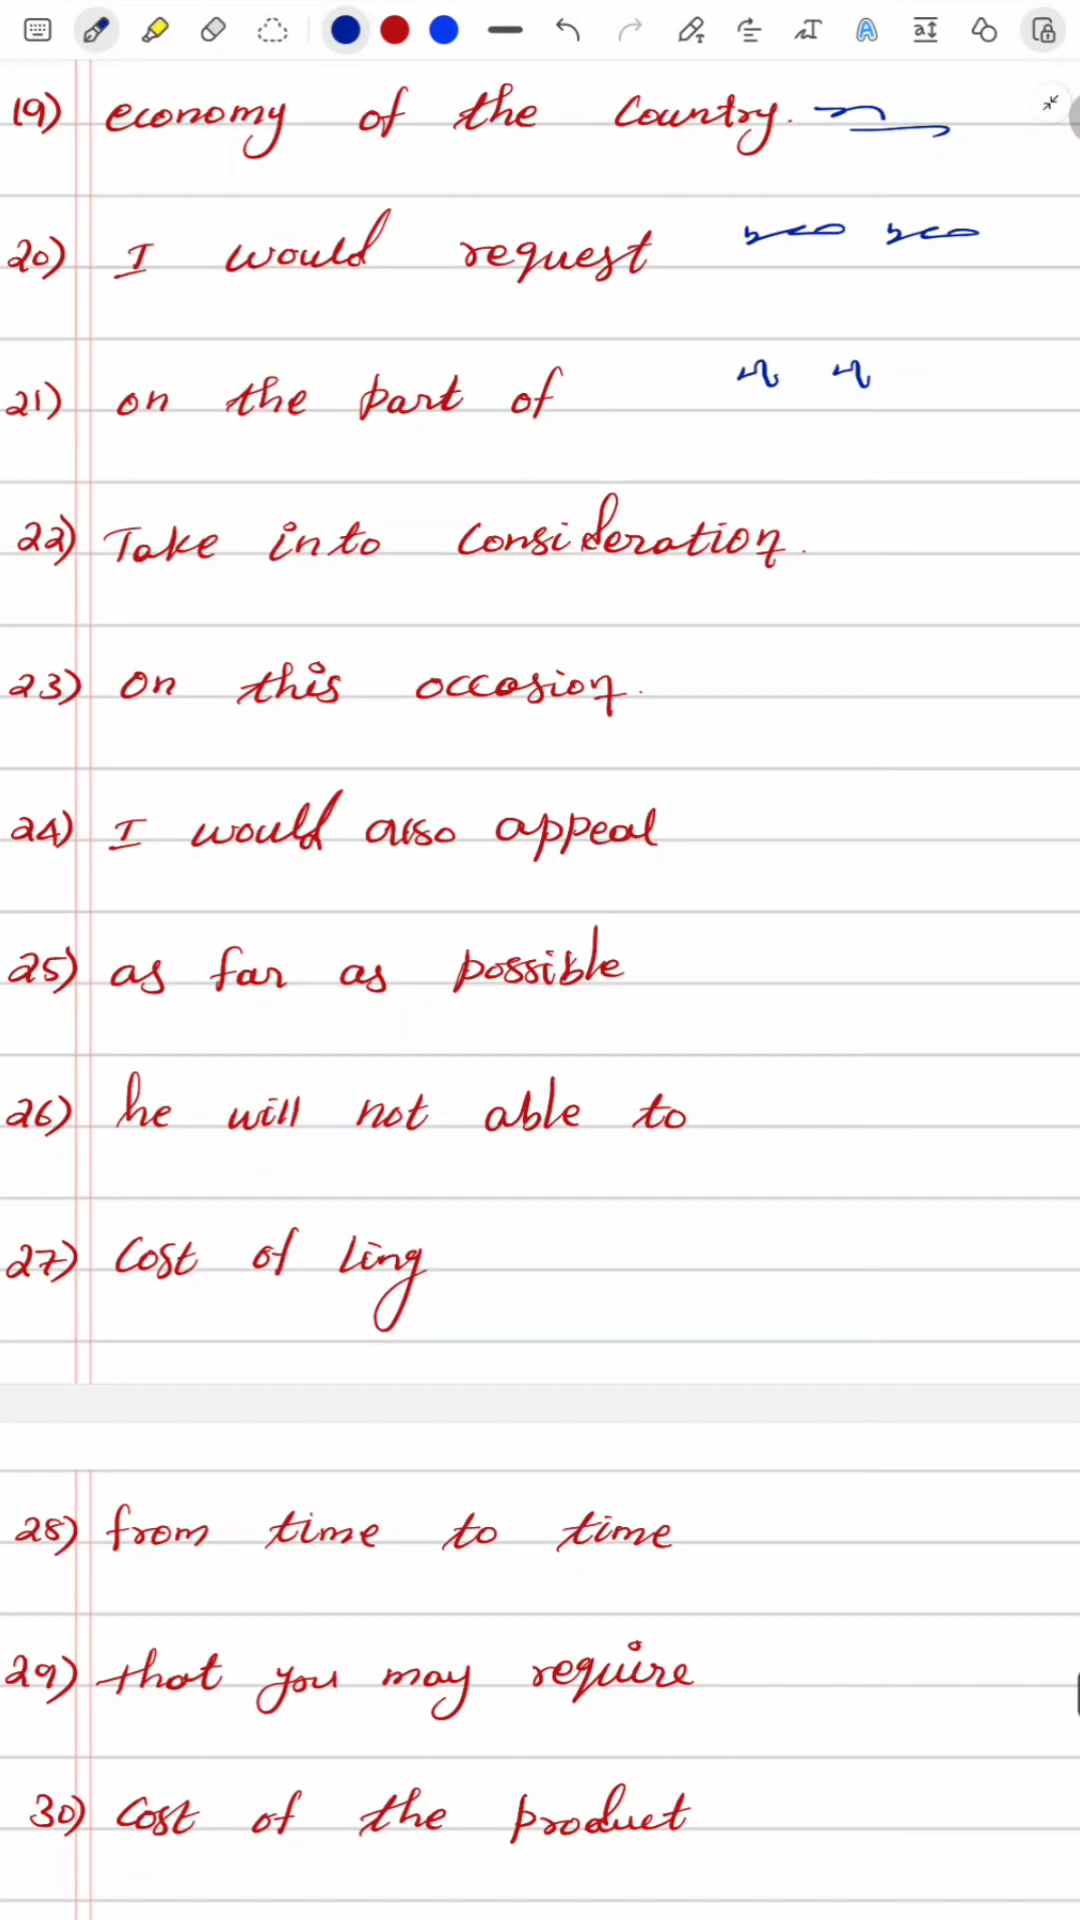 19) economy of the Country.
20) I would request
21) on the part of
22) Take into Consideration.
23) on this occasion.
24) I would also appeal
25) as far as possible
26) he will not able to
27) Cost of ling
28) from time to time
29) that you may require
30) Cost of the product